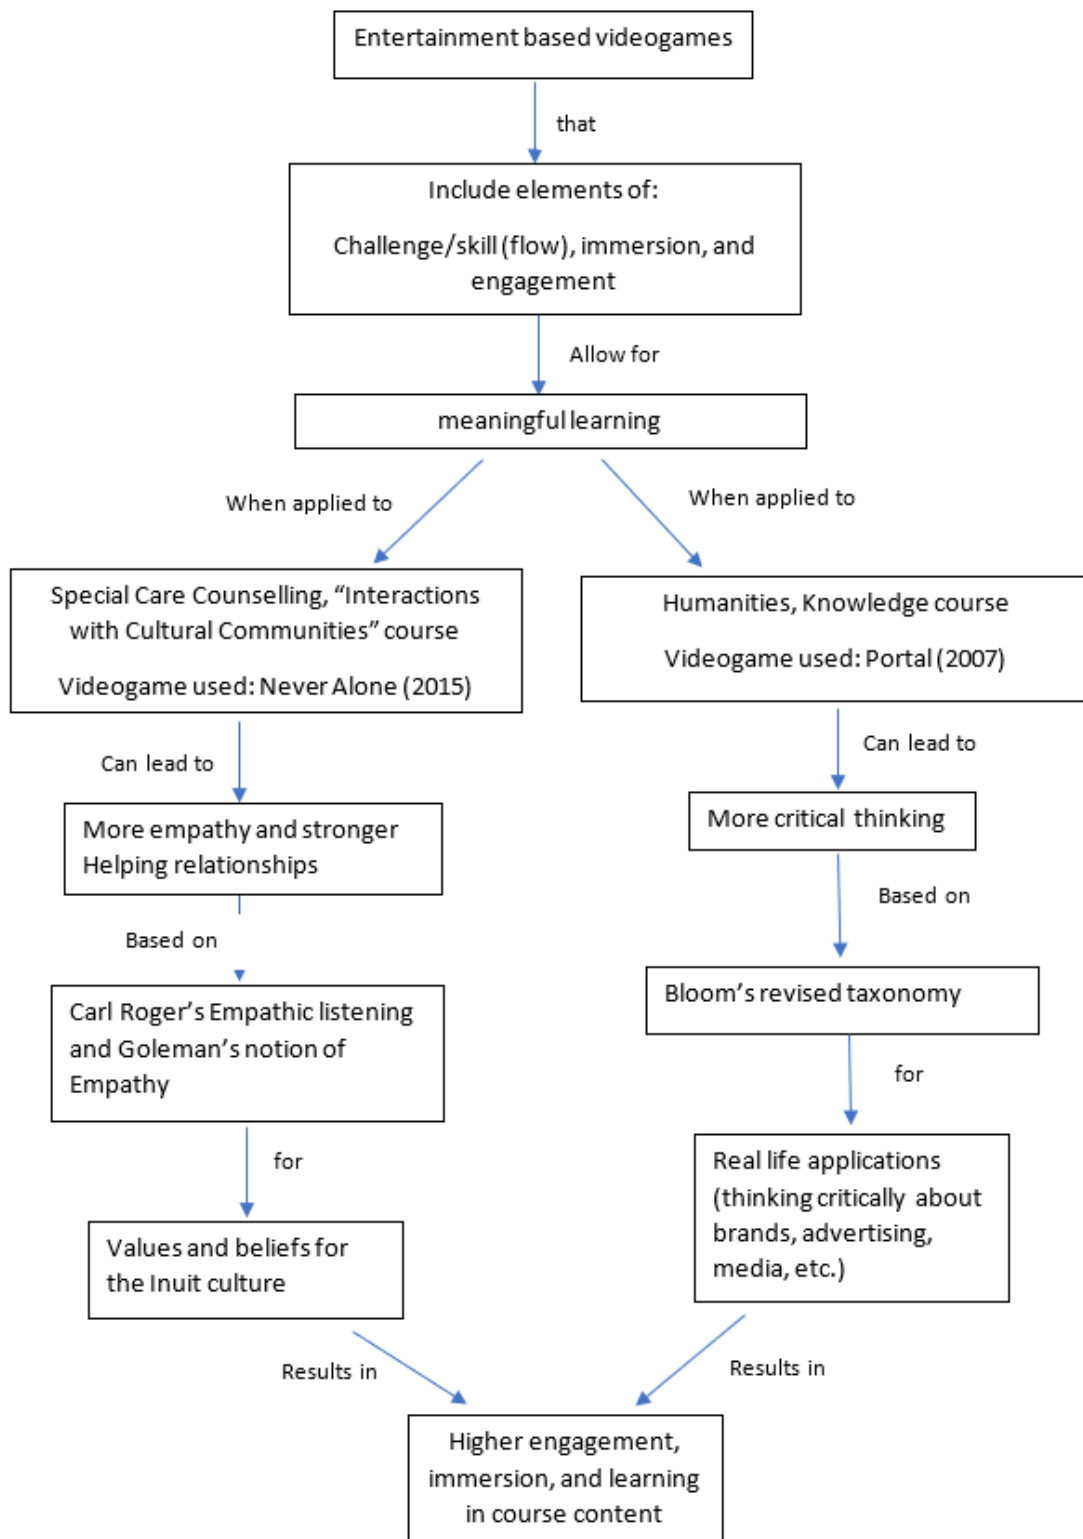 Entertainment based videogames
that
Include elements of:
Challenge/skill (flow), immersion, and
engagement
Allow for
meaningful learning
When applied to
When applied to
Special Care Counselling, “Interactions
with Cultural Communities” course
Videogame used: Never Alone (2015)
Humanities, Knowledge course
Videogame used: Portal (2007)
Can lead to
Can lead to
More empathy and stronger
Helping relationships
More critical thinking
Based on
Based on
Carl Roger’s Empathic listening
and Goleman’s notion of
Empathy
Bloom’s revised taxonomy
for
for
Values and beliefs for
the Inuit culture
Real life applications
(thinking critically about
brands, advertising,
media, etc.)
Results in
Results in
Higher engagement,
immersion, and learning
in course content